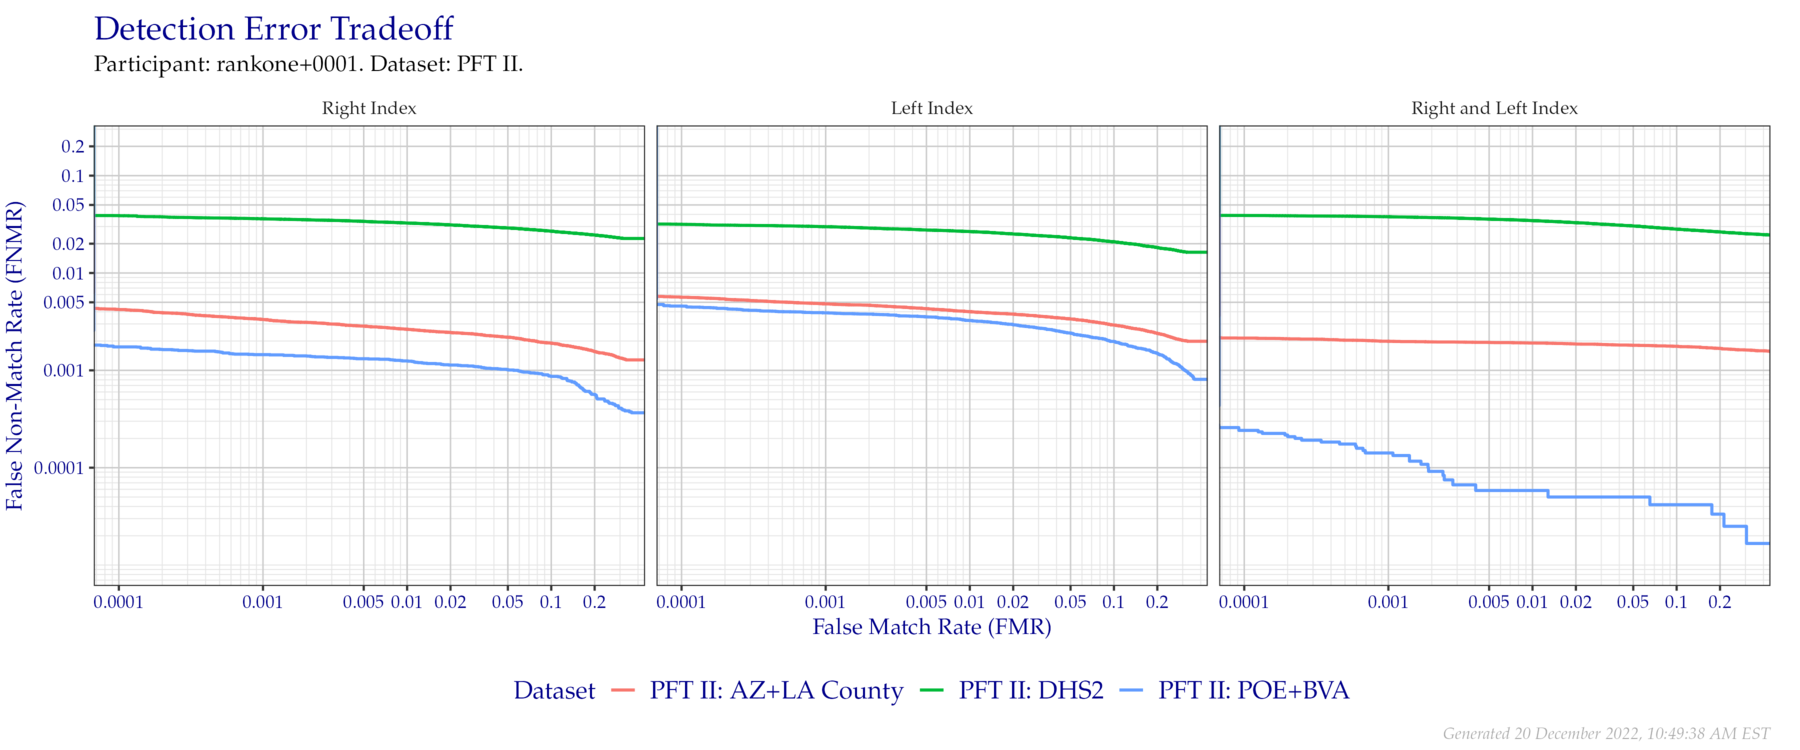 Detection Error Tradeoff
Participant: rankone+0001. Dataset: PFT II.
Right Index
Left Index
Right and Left Index
False Non-Match Rate (FNMR)
0.2
0.1
0.05
0.02
0.01
0.005
0.001
0.0001
0.0001 0.001 0.005 0.01 0.02 0.05 0.1 0.2
0.0001 0.001 0.005 0.01 0.02 0.05 0.1 0.2
0.0001 0.001 0.005 0.01 0.02 0.05 0.1 0.2
False Match Rate (FMR)
Dataset PFT II: AZ+LA County PFT II: DHS2 PFT II: POE+BVA
Generated 20 December 2022, 10:49:38 AM EST